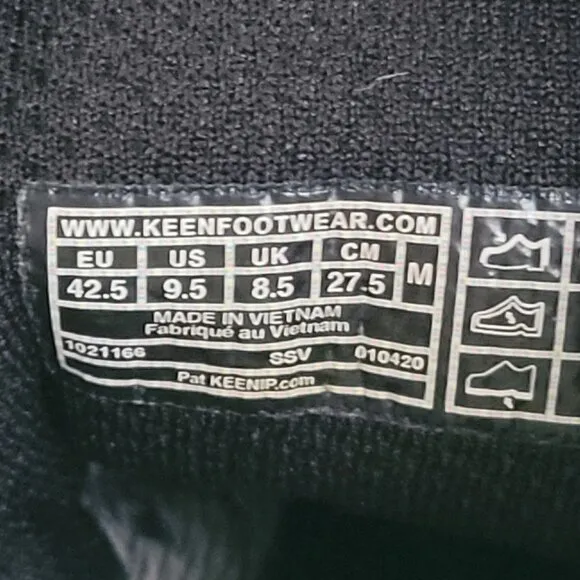 WWW.KEENFOOTWEAR.COM
EU US UK CM M
42.5 9.5 8.5 27.5
MADE IN VIETNAM
Fabriqué au Vietnam
1021166 SSV 010420
Pat KEENIP.com